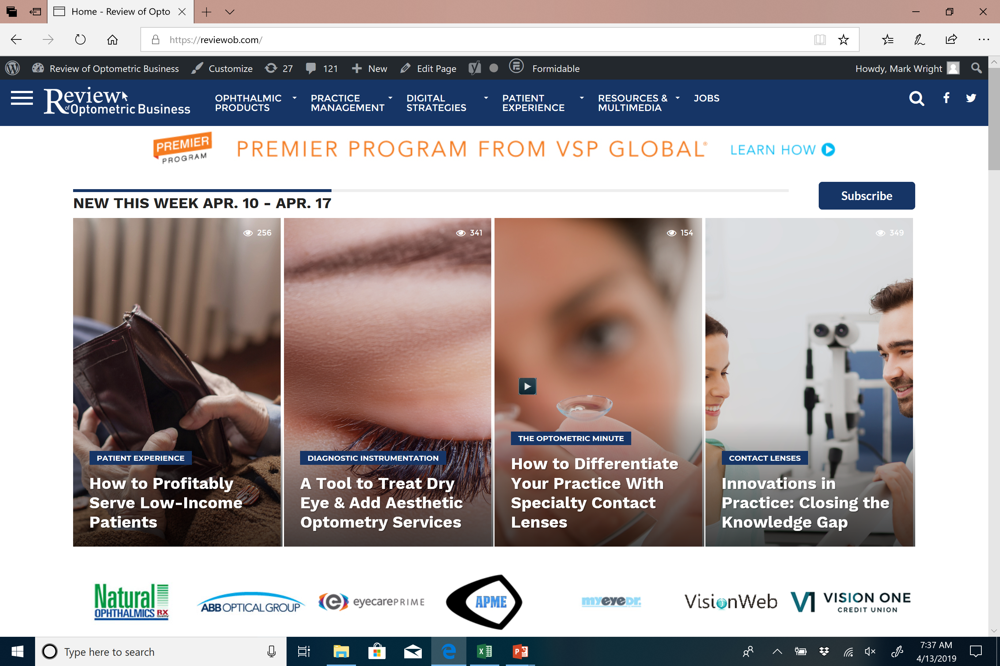 Home - Review of Opto
https://reviewob.com/
Review of Optometric Business
Customize
27
121
New
Edit Page
Formidable
Howdy, Mark Wright
Review
of Optometric Business
OPHTHALMIC
PRODUCTS
PRACTICE
MANAGEMENT
DIGITAL
STRATEGIES
PATIENT
EXPERIENCE
RESOURCES &
MULTIMEDIA
JOBS
PREMIER
PROGRAM
PREMIER PROGRAM FROM VSP GLOBAL®
LEARN HOW
NEW THIS WEEK APR. 10 - APR. 17
Subscribe
256
PATIENT EXPERIENCE
How to Profitably
Serve Low-Income
Patients
341
DIAGNOSTIC INSTRUMENTATION
A Tool to Treat Dry
Eye & Add Aesthetic
Optometry Services
154
THE OPTOMETRIC MINUTE
How to Differentiate
Your Practice With
Specialty Contact
Lenses
349
CONTACT LENSES
Innovations in
Practice: Closing the
Knowledge Gap
Natural
OPHTHALMICS RX
Quality
ABB OPTICAL GROUP
eyecarePRIME
APME
myeyeDr.
VisionWeb
V1 VISION ONE
CREDIT UNION
Type here to search
7:37 AM
4/13/2019